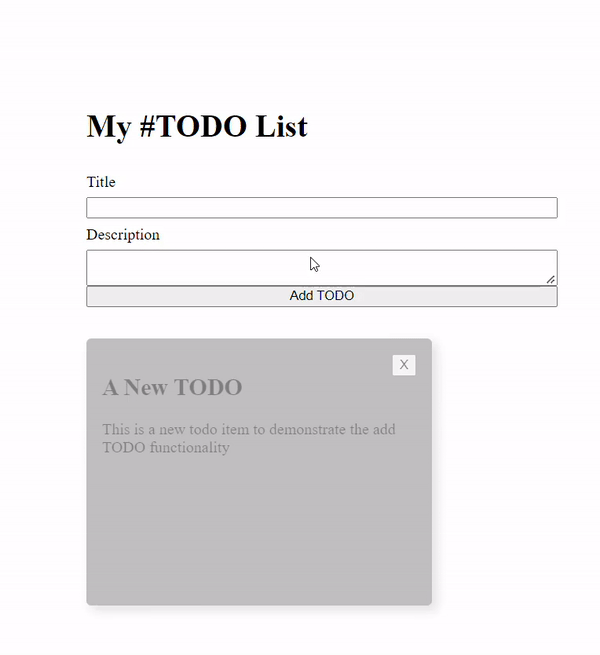 My #TODO List
Title
Description
Add TODO
X
A New TODO
This is a new todo item to demonstrate the add
TODO functionality